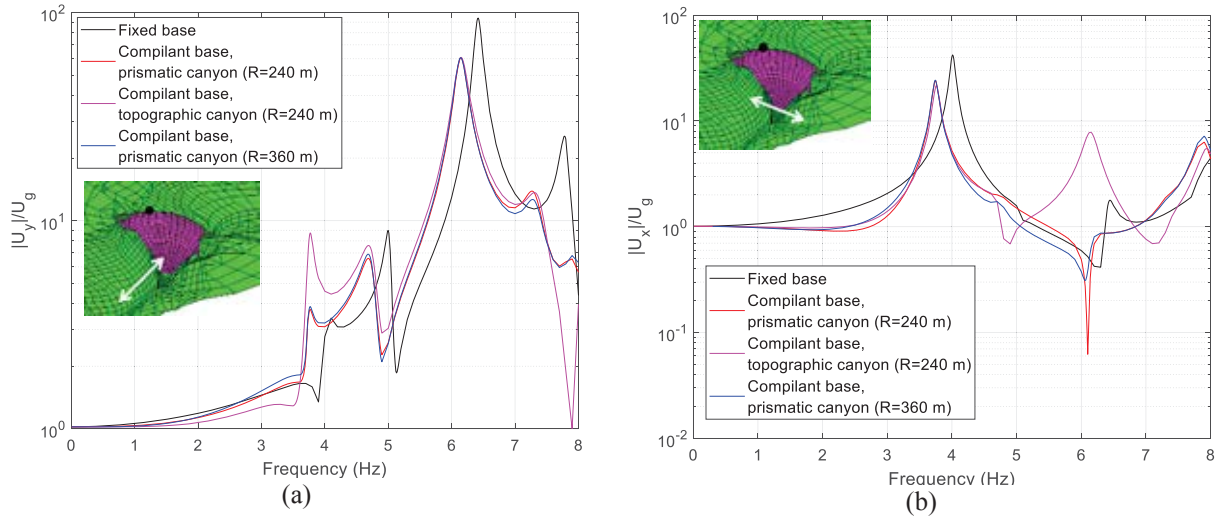 10^2
10^1
10^0
|U_y|/U_g
Fixed base
Compilant base,
prismatic canyon (R=240 m)
Compilant base,
topographic canyon (R=240 m)
Compilant base,
prismatic canyon (R=360 m)
0 1 2 3 4 5 6 7 8
Frequency (Hz)
(a)
10^2
10^1
10^0
10^-1
10^-2
|U_x|/U_g
Fixed base
Compilant base,
prismatic canyon (R=240 m)
Compilant base,
topographic canyon (R=240 m)
Compilant base,
prismatic canyon (R=360 m)
0 1 2 3 4 5 6 7 8
Frequency (Hz)
(b)